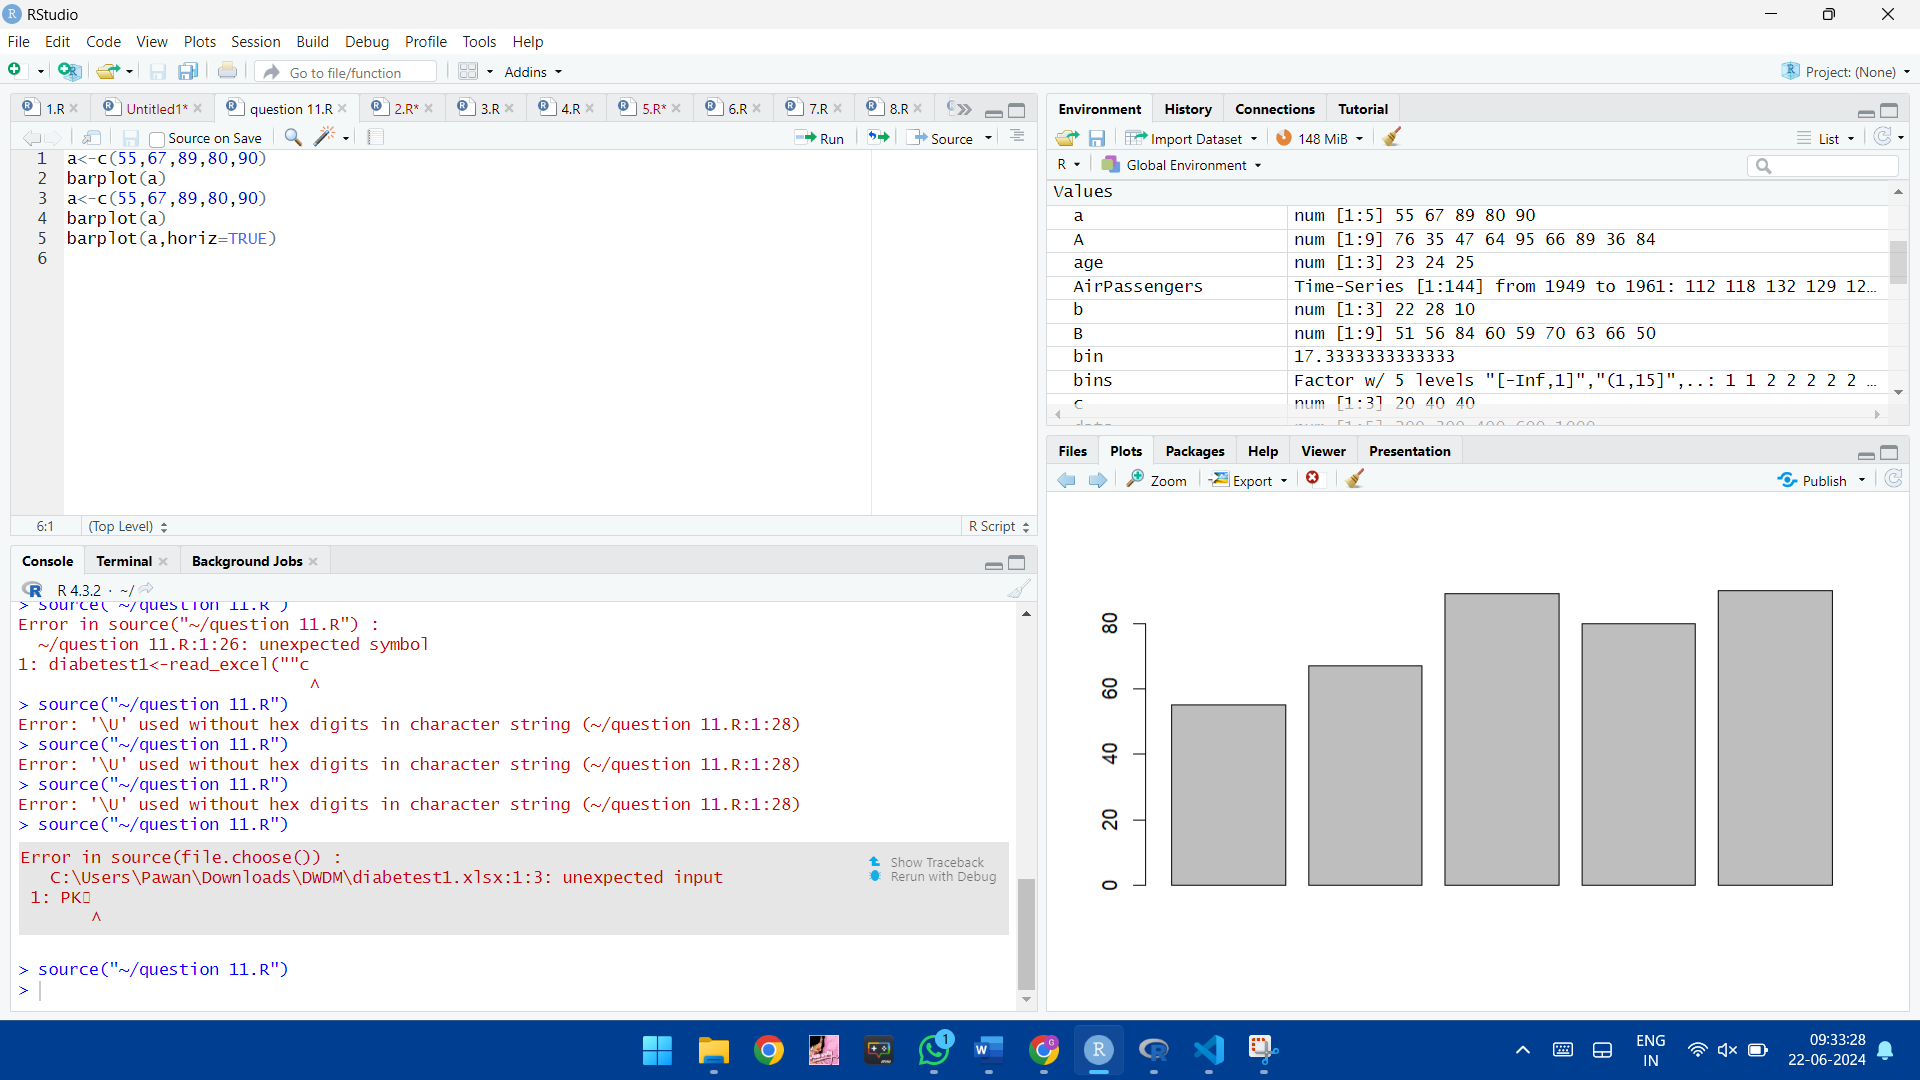 RStudio
File Edit Code View Plots Session Build Debug Profile Tools Help
Go to file/function Addins Project: (None)
1.R Untitled1* question 11.R 2.R* 3.R 4.R 5.R* 6.R 7.R 8.R
Source on Save Run Source
1 a<-c(55,67,89,80,90)
2 barplot(a)
3 a<-c(55,67,89,80,90)
4 barplot(a)
5 barplot(a,horiz=TRUE)
6
6:1 (Top Level) R Script
Console Terminal Background Jobs
R 4.3.2 · ~/
> source("~/question 11.R")
Error in source("~/question 11.R") :
~/question 11.R:1:26: unexpected symbol
1: diabetest1<-read_excel(""c
^
> source("~/question 11.R")
Error: '\U' used without hex digits in character string (~/question 11.R:1:28)
> source("~/question 11.R")
Error: '\U' used without hex digits in character string (~/question 11.R:1:28)
> source("~/question 11.R")
Error: '\U' used without hex digits in character string (~/question 11.R:1:28)
> source("~/question 11.R")
Error in source(file.choose()) :
C:\Users\Pawan\Downloads\DWDM\diabetest1.xlsx:1:3: unexpected input
1: PK
^
Show Traceback
Rerun with Debug
> source("~/question 11.R")
>
Environment History Connections Tutorial
Import Dataset 148 MiB List
R Global Environment
Values
a num [1:5] 55 67 89 80 90
A num [1:9] 76 35 47 64 95 66 89 36 84
age num [1:3] 23 24 25
AirPassengers Time-Series [1:144] from 1949 to 1961: 112 118 132 129 12…
b num [1:3] 22 28 10
B num [1:9] 51 56 84 60 59 70 63 66 50
bin 17.3333333333333
bins Factor w/ 5 levels "[-Inf,1]","(1,15]",..: 1 1 2 2 2 2 2 …
c num [1:3] 20 40 40
Files Plots Packages Help Viewer Presentation
Zoom Export Publish
80
60
40
20
0
1
ENG
IN
09:33:28
22-06-2024